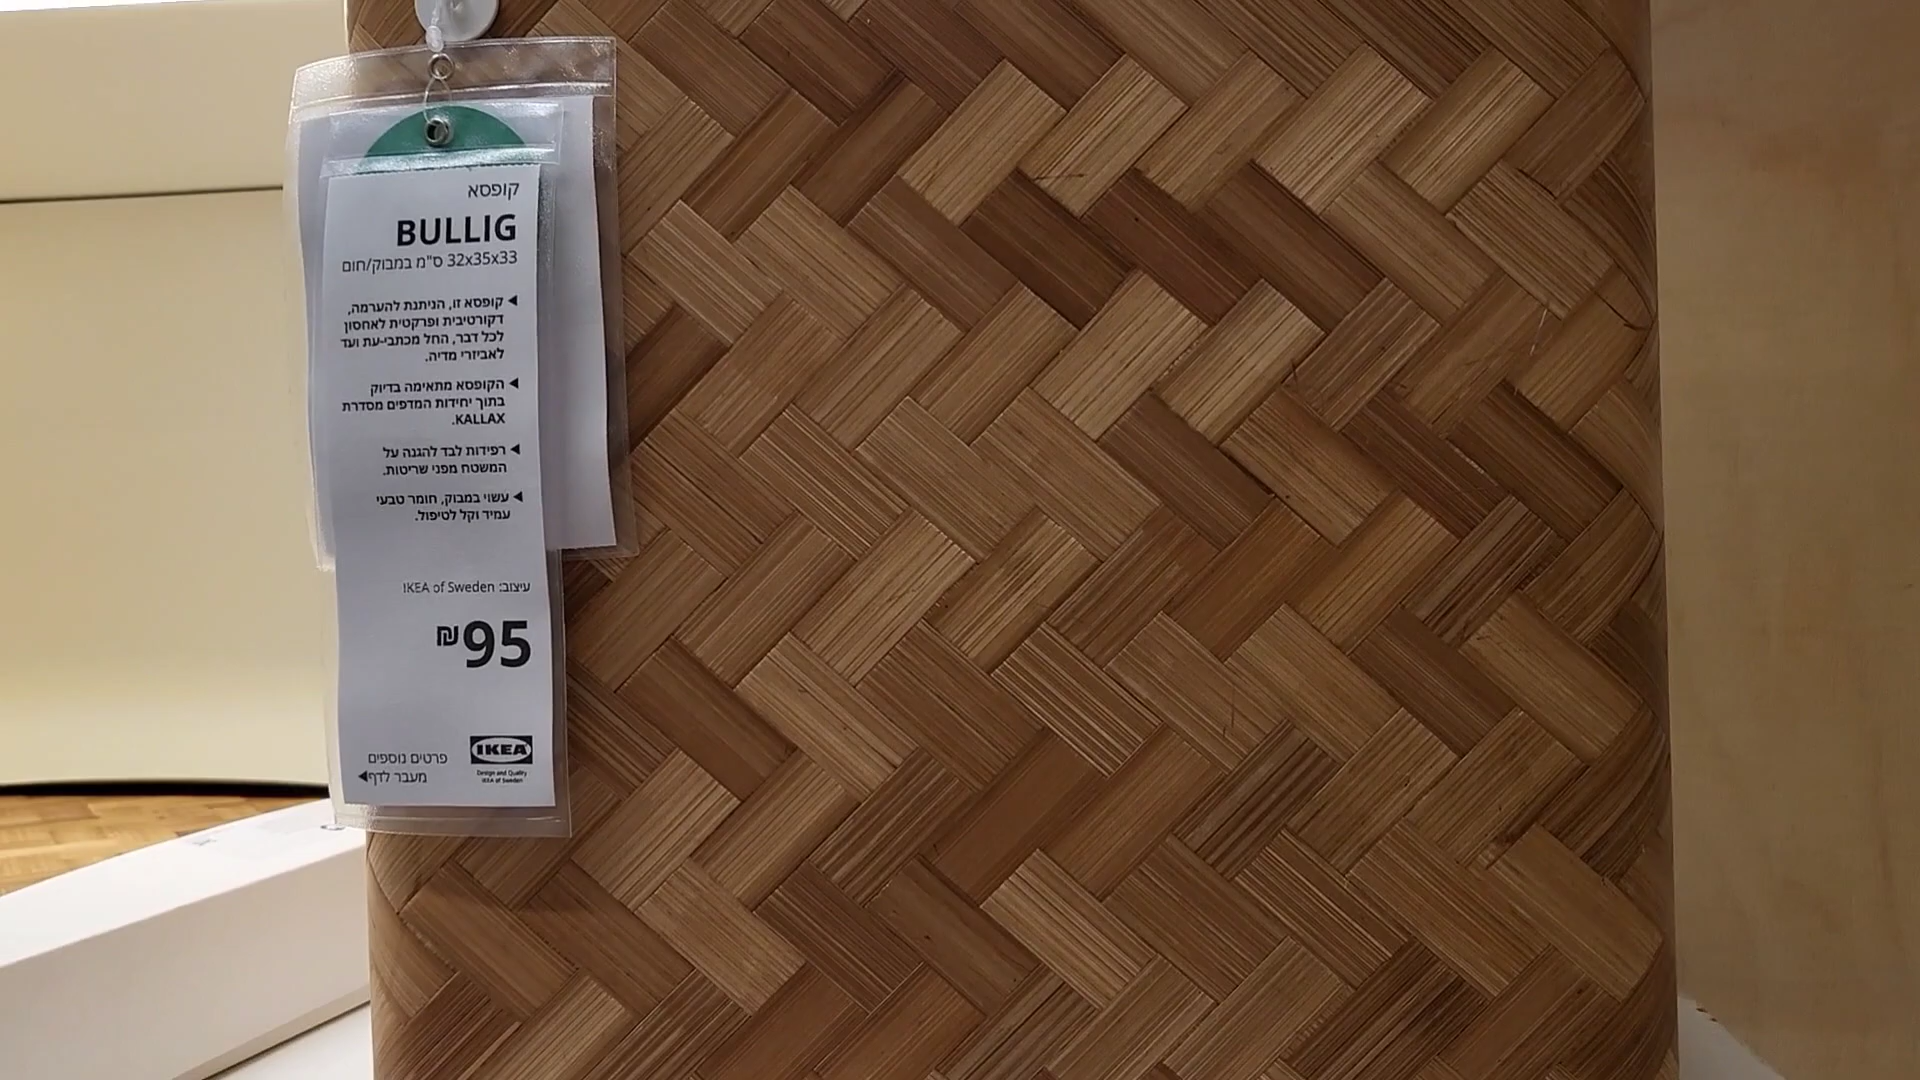 קופסא
BULLIG
32x35x33 ס"מ במבוק/חום
קופסא זו, הניתנת להערמה,
דקורטיבית ופרקטית לאחסון
לכל דבר, החל מכתבי-עת ועד
לאביזרי מדיה.
הקופסא מתאימה בדיוק
בתוך יחידות המדפים מסדרת
KALLAX.
רפידות לבד להגנה על
המשטח מפני שריטות.
עשוי במבוק, חומר טבעי
עמיד וקל לטיפול.
עיצוב: IKEA of Sweden
₪95
IKEA
Design and Quality
IKEA of Sweden
פרטים נוספים
מעבר לדף